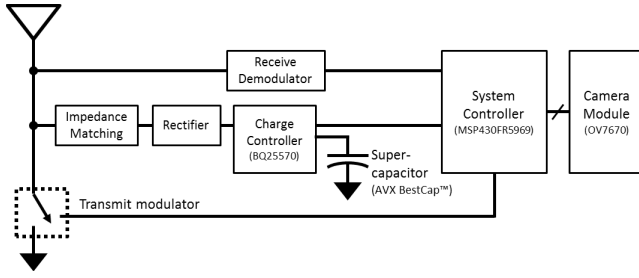 Receive
Demodulator
System
Controller
(MSP430FR5969)
Camera
Module
(OV7670)
Impedance
Matching
Rectifier
Charge
Controller
(BQ25570)
Super-
capacitor
(AVX BestCap™)
Transmit modulator